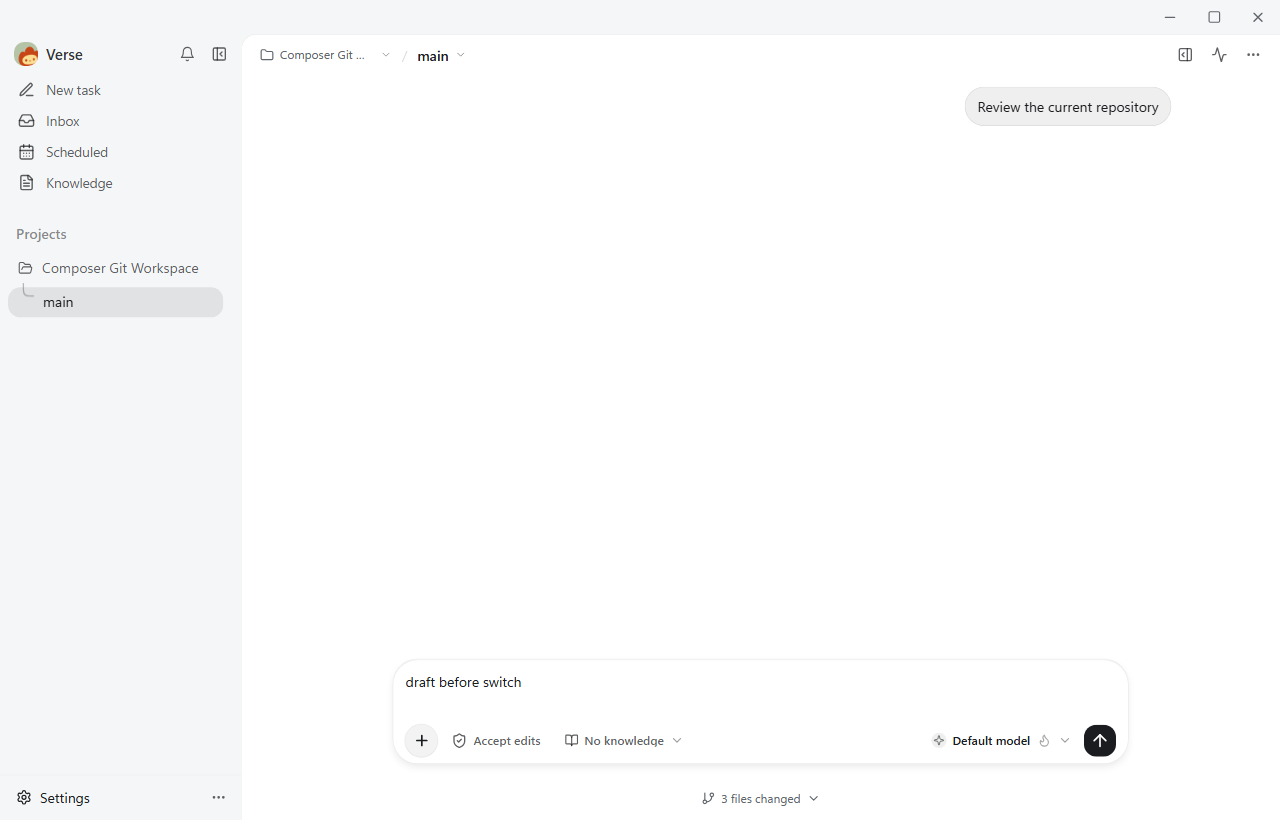 Verse
New task
Inbox
Scheduled
Knowledge
Projects
Composer Git Workspace
main
Settings
Composer Git ... / main
Review the current repository
draft before switch
Accept edits No knowledge Default model
3 files changed